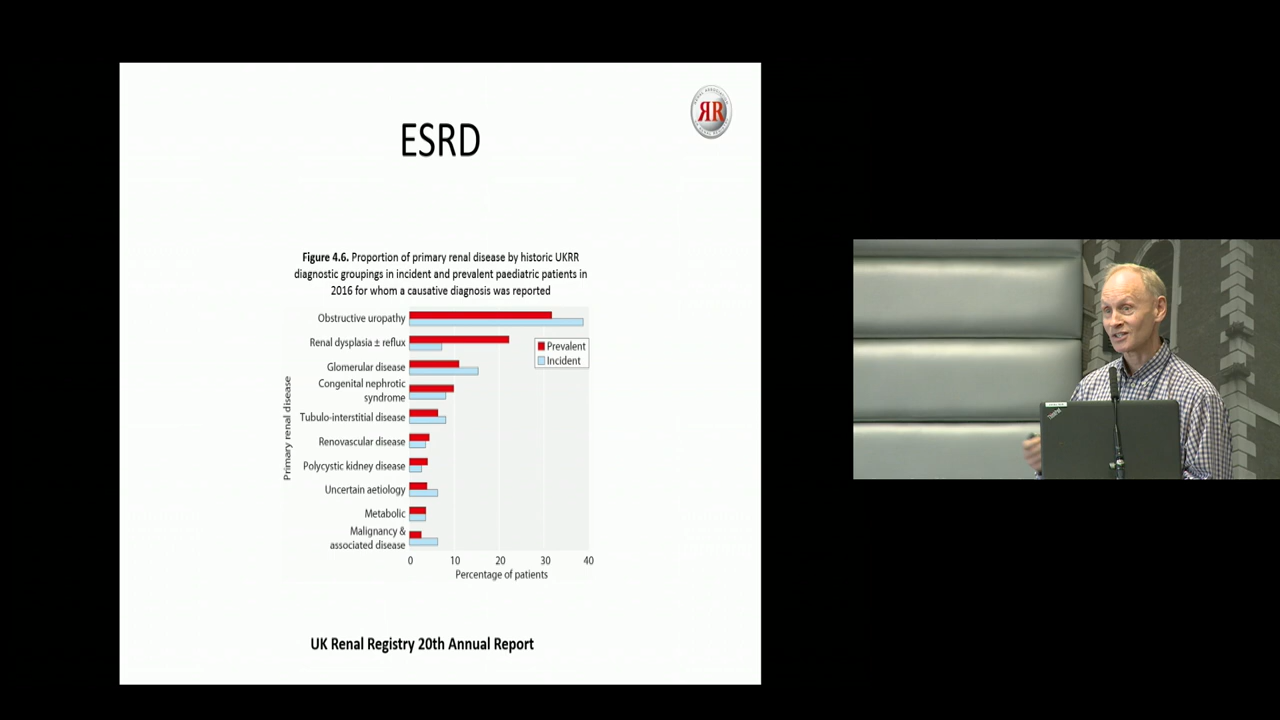 ESRD
RR
Figure 4.6. Proportion of primary renal disease by historic UKRR
diagnostic groupings in incident and prevalent paediatric patients in
2016 for whom a causative diagnosis was reported
Primary renal disease
Obstructive uropathy
Renal dysplasia ± reflux
Glomerular disease
Congenital nephrotic
syndrome
Tubulo-interstitial disease
Renovascular disease
Polycystic kidney disease
Uncertain aetiology
Metabolic
Malignancy &
associated disease
Prevalent
Incident
0 10 20 30 40
Percentage of patients
UK Renal Registry 20th Annual Report